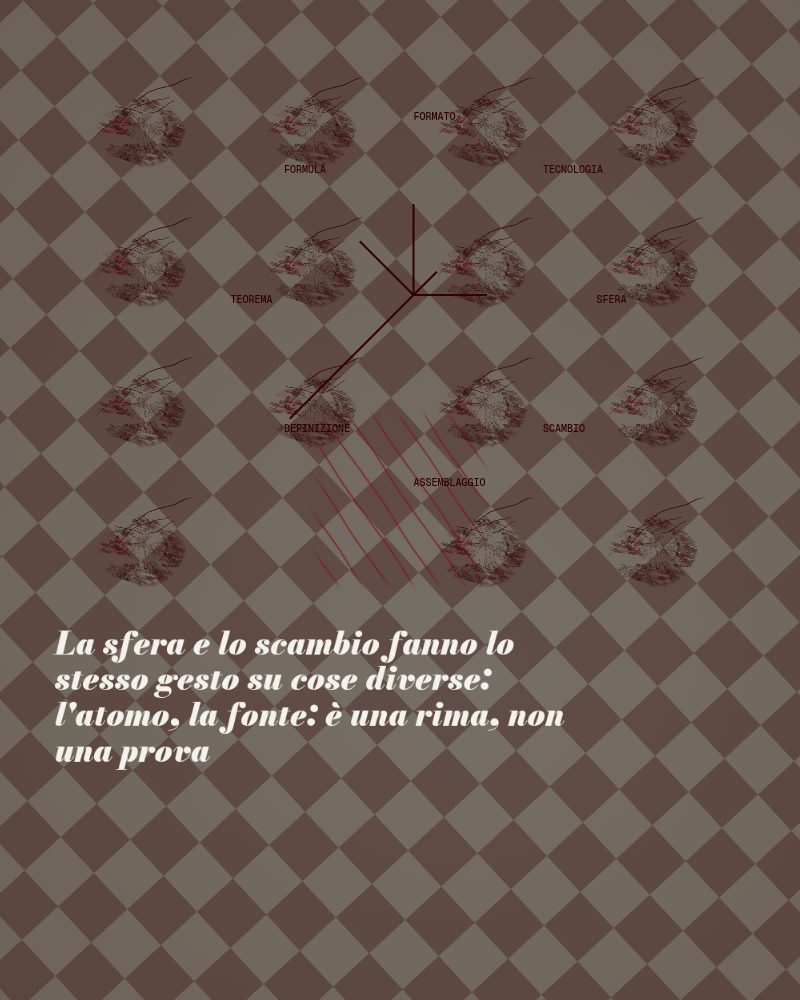 FORMATO
FORMULA
TECNOLOGIA
TEOREMA
SFERA
DEFINIZIONE
SCAMBIO
ASSEMBLAGGIO
La sfera e lo scambio fanno lo
stesso gesto su cose diverse:
l'atomo, la fonte: è una rima, non
una prova